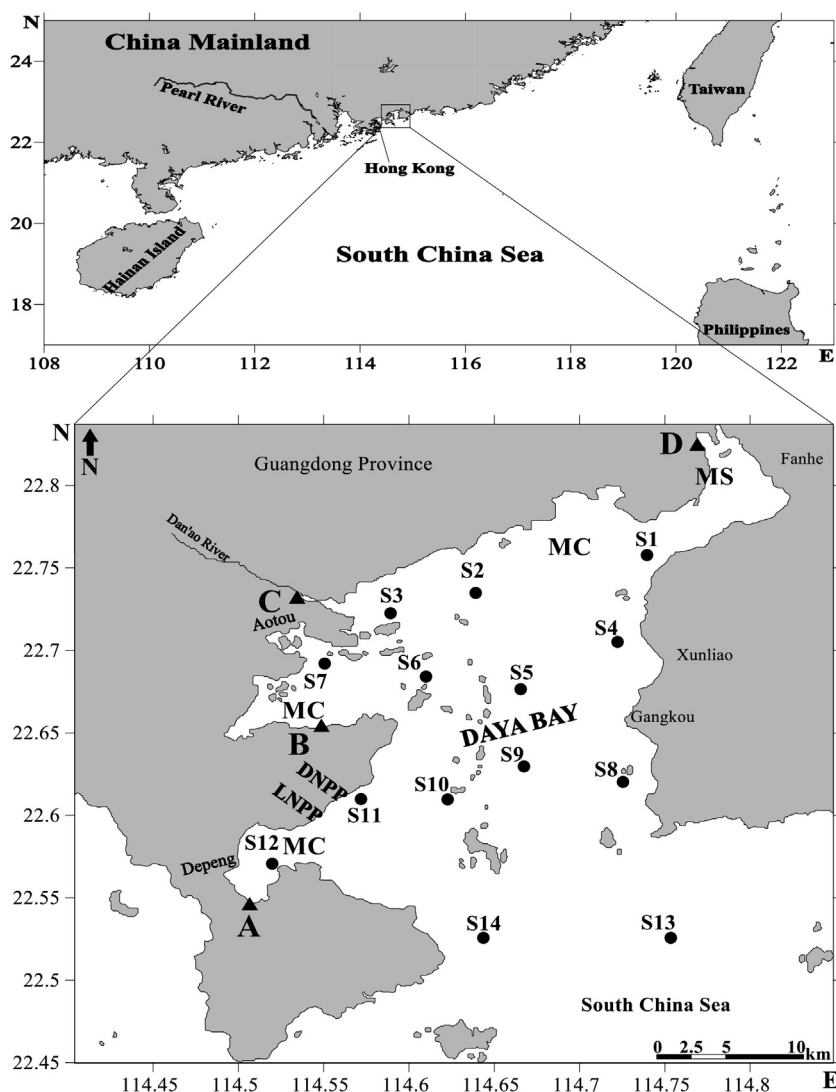 N
China Mainland
24
Pearl River
Taiwan
22
Hong Kong
20
South China Sea
Hainan Island
18
Philippines
108
110
112
114
116
118
120
122
E
N
N
D
Guangdong Province
Fanhe
MS
22.8
Dan'ao River
MC
S1
22.75
S2
C
S3
Aotou
S4
22.7
S6
S5
Xunliao
S7
MC
DAYA BAY
Gangkou
22.65
B
S9
DNPP
S8
LNPP
S10
22.6
S11
S12
MC
Depeng
22.55
A
S14
S13
22.5
South China Sea
0 2.5 5 10
km
22.45
114.45
114.5
114.55
114.6
114.65
114.7
114.75
114.8
E